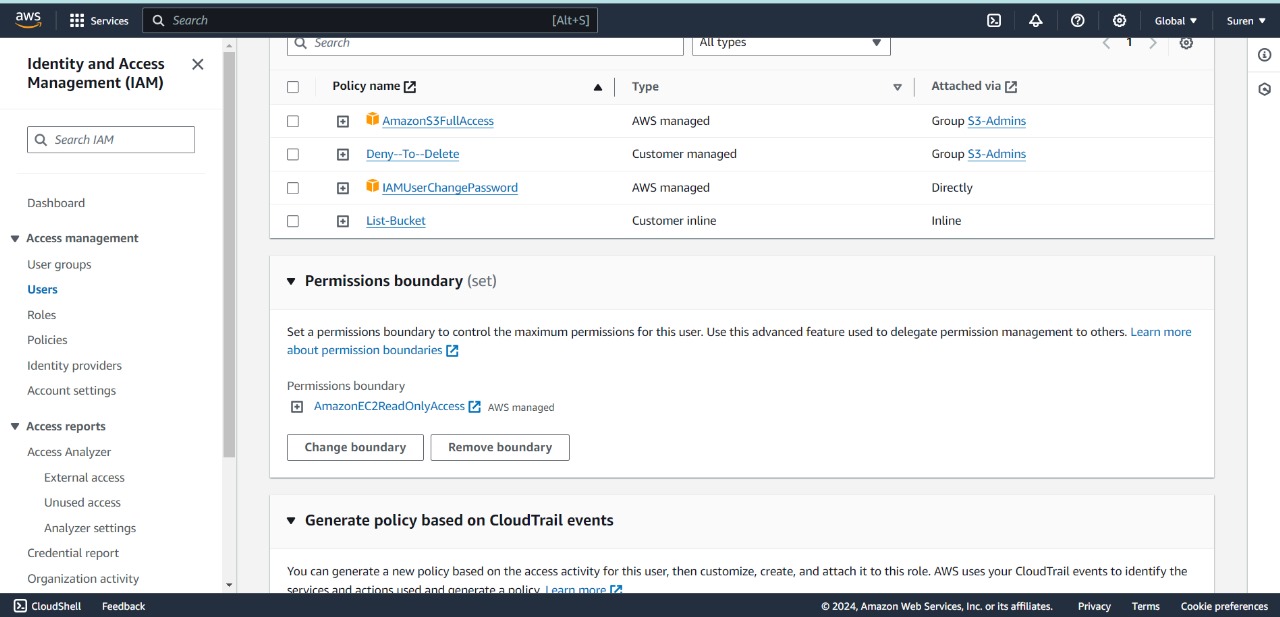 aws
Services
Search
[Alt+S]
Global
Suren
Identity and Access
Management (IAM)
Search IAM
Dashboard
Access management
User groups
Users
Roles
Policies
Identity providers
Account settings
Access reports
Access Analyzer
External access
Unused access
Analyzer settings
Credential report
Organization activity
Search
All types
1
Policy name
Type
Attached via
AmazonS3FullAccess
AWS managed
Group S3-Admins
Deny--To--Delete
Customer managed
Group S3-Admins
IAMUserChangePassword
AWS managed
Directly
List-Bucket
Customer inline
Inline
Permissions boundary (set)
Set a permissions boundary to control the maximum permissions for this user. Use this advanced feature used to delegate permission management to others. Learn more
about permission boundaries
Permissions boundary
AmazonEC2ReadOnlyAccess AWS managed
Change boundary
Remove boundary
Generate policy based on CloudTrail events
You can generate a new policy based on the access activity for this user, then customize, create, and attach it to this role. AWS uses your CloudTrail events to identify the
services and actions used and generate a policy. Learn more
CloudShell
Feedback
© 2024, Amazon Web Services, Inc. or its affiliates.
Privacy
Terms
Cookie preferences